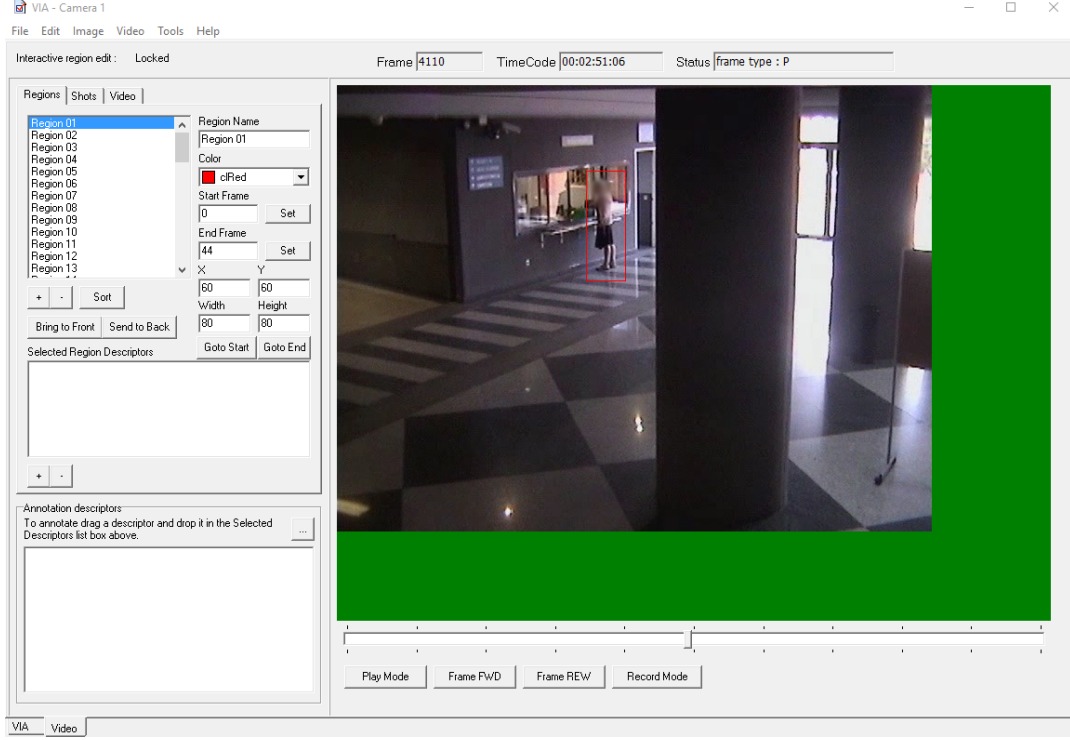 VIA - Camera 1
File Edit Image Video Tools Help
Interactive region edit : Locked
Frame 4110 TimeCode 00:02:51:06 Status frame type : P
Regions Shots Video
Region 01
Region 02
Region 03
Region 04
Region 05
Region 06
Region 07
Region 08
Region 09
Region 10
Region 11
Region 12
Region 13
Region Name
Region 01
Color
clRed
Start Frame
0 Set
End Frame
44 Set
X Y
60 60
Width Height
80 80
+ - Sort
Bring to Front Send to Back
Goto Start Goto End
Selected Region Descriptors
+ -
Annotation descriptors
To annotate drag a descriptor and drop it in the Selected
Descriptors list box above.
...
Play Mode Frame FWD Frame REW Record Mode
VIA Video